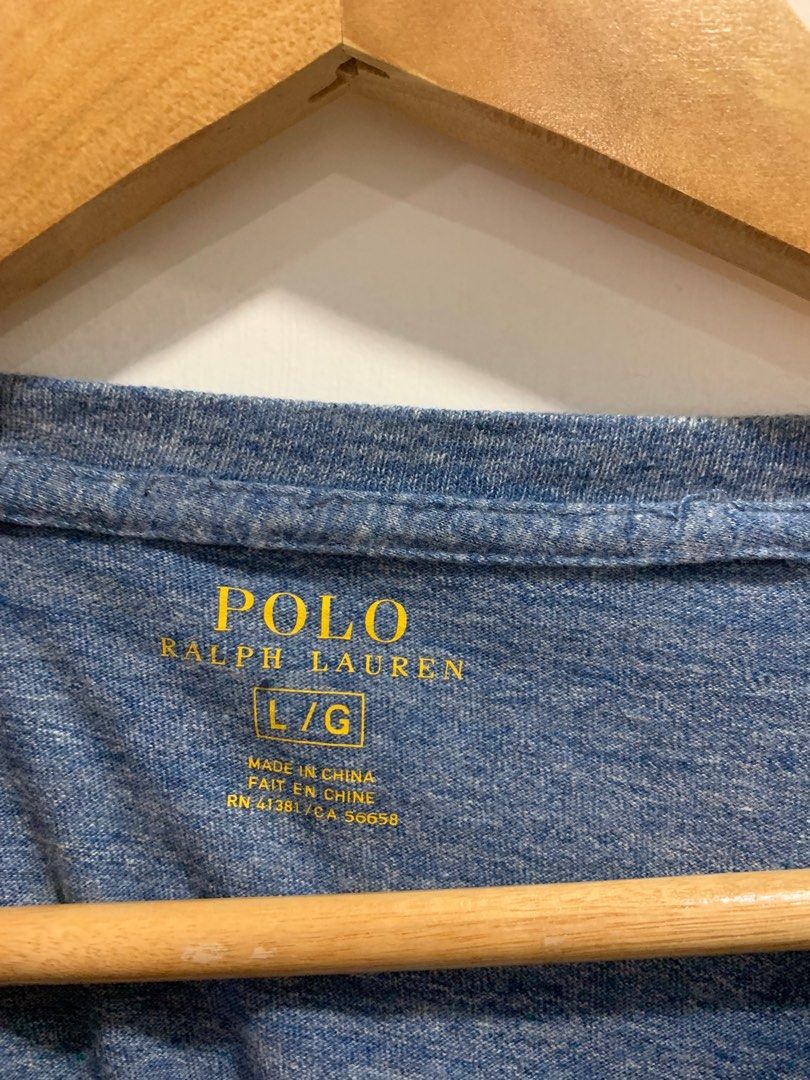 POLO
RALPH LAUREN
L/G
MADE IN CHINA
FAIT EN CHINE
RN 41381/CA 56658